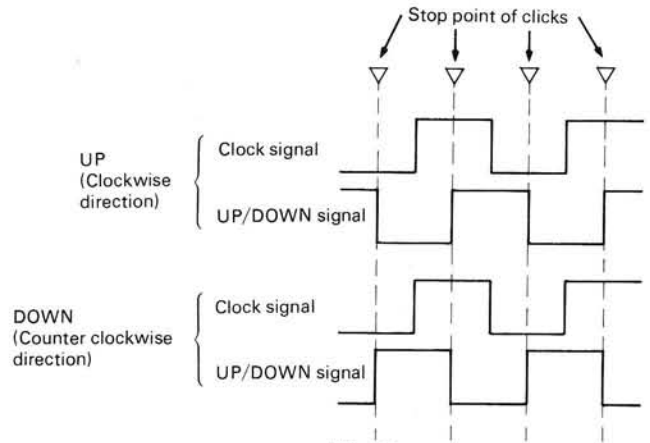 Stop point of clicks
UP
(Clockwise
direction)
Clock signal
UP/DOWN signal
DOWN
(Counter clockwise
direction)
Clock signal
UP/DOWN signal